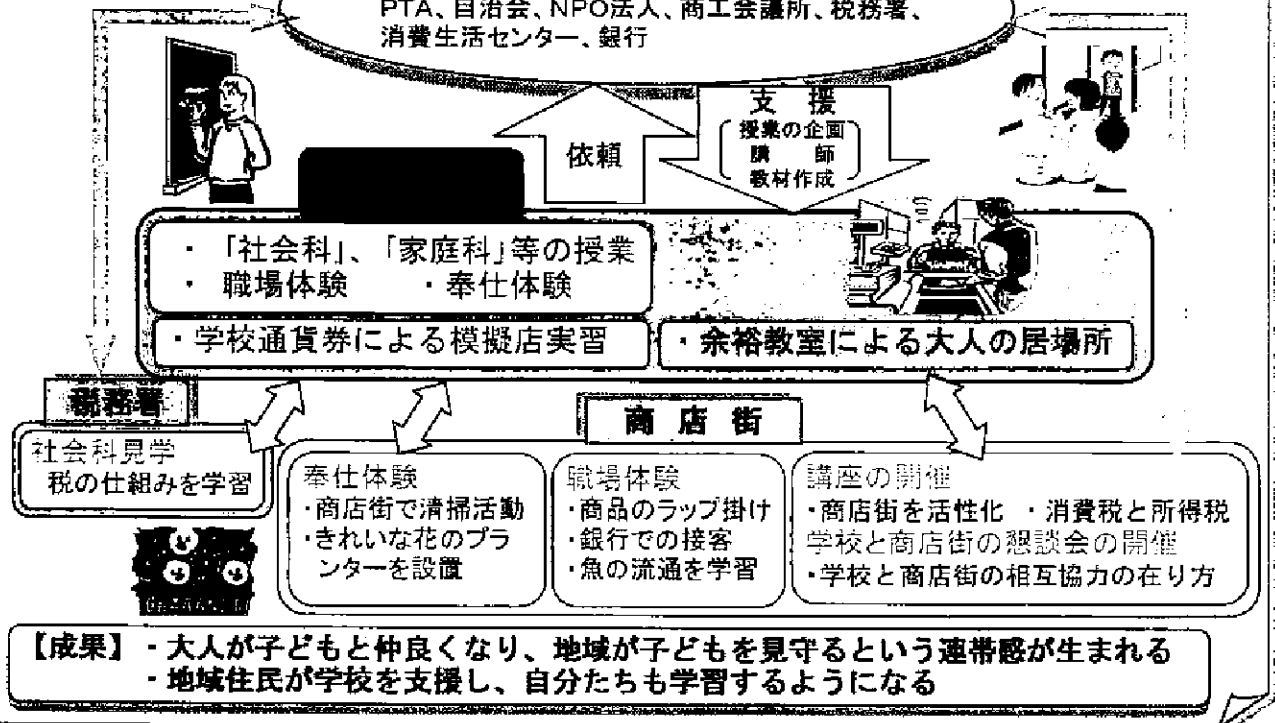 PTA、自治会、NPO法人、商工会議所、税務署、
消費生活センター、銀行
依頼
支 援
授業の企画
講 師
教材作成
・「社会科」、「家庭科」等の授業
・ 職場体験 ・奉仕体験
・学校通貨券による模擬店実習
・余裕教室による大人の居場所
税務署
社会科見学
税の仕組みを学習
商 店 街
奉仕体験
・商店街で清掃活動
・きれいな花のプラ
ンターを設置
職場体験
・商品のラップ掛け
・銀行での接客
・魚の流通を学習
講座の開催
・商店街を活性化 ・消費税と所得税
学校と商店街の懇談会の開催
・学校と商店街の相互協力の在り方
【成果】・大人が子どもと仲良くなり、地域が子どもを見守るという連帯感が生まれる
・地域住民が学校を支援し、自分たちも学習するようになる